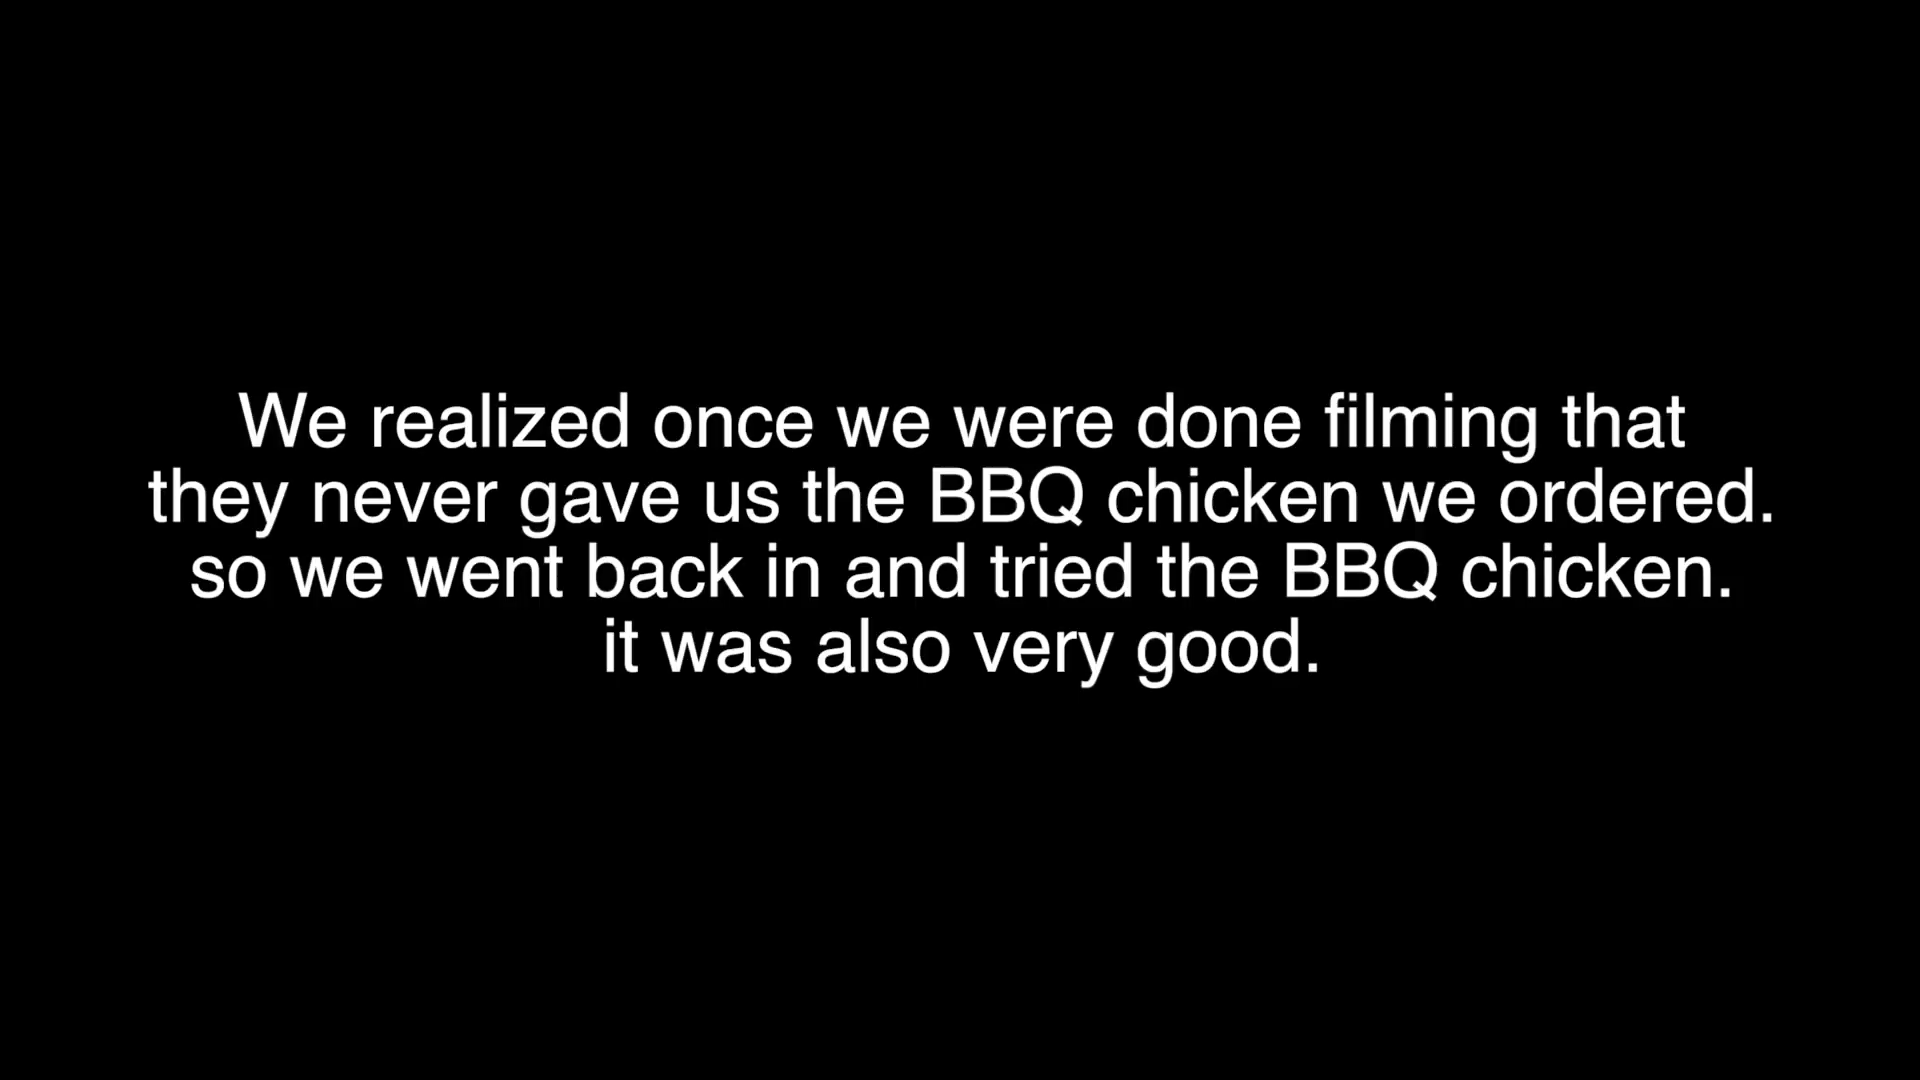 We realized once we were done filming that
they never gave us the BBQ chicken we ordered.
so we went back in and tried the BBQ chicken.
it was also very good.